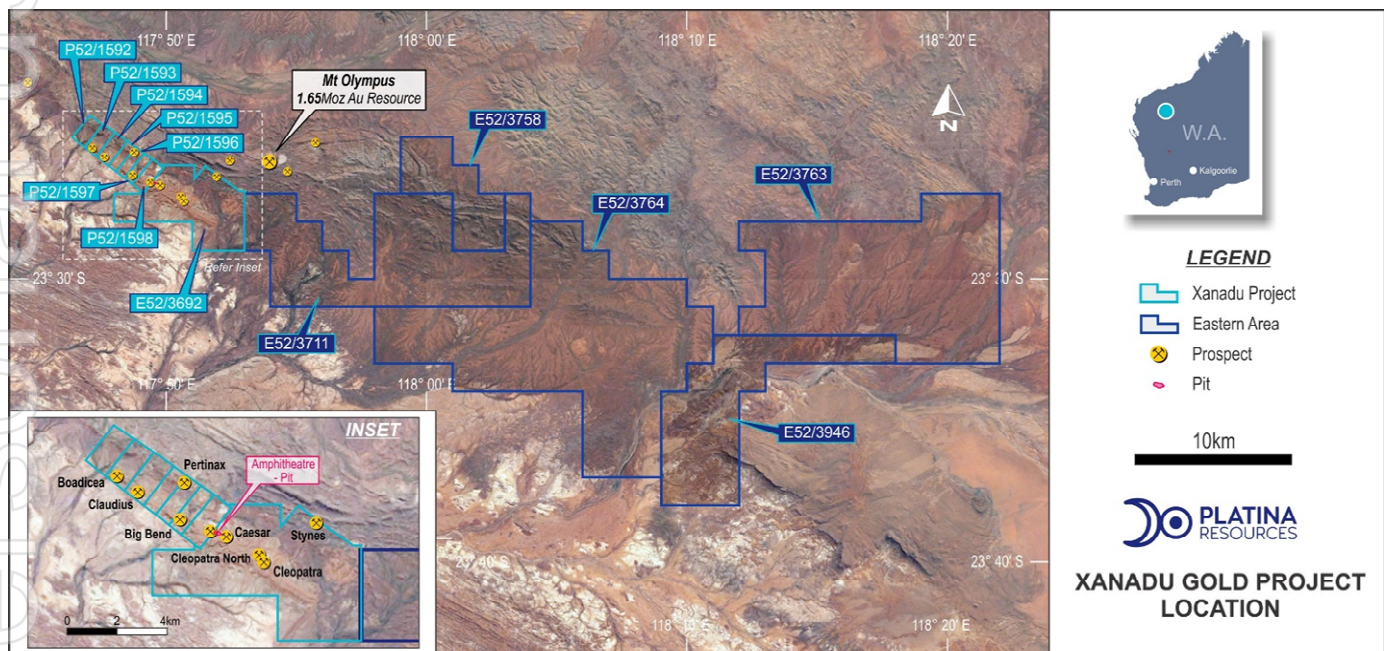 117°50' E
118°00' E
118°10' E
118°20' E
P52/1592
P52/1593
P52/1594
P52/1595
P52/1596
P52/1597
P52/1598
Mt Olympus
1.65Moz Au Resource
E52/3758
E52/3763
E52/3764
N
Refer Inset
23° 30' S
23° 30' S
E52/3692
E52/3711
117°50' E
118°00' E
E52/3946
23° 40' S
118°10' E
118°20' E
INSET
Pertinax
Amphitheatre
- Pit
Boadicea
Claudius
Big Bend
Caesar
Stynes
Cleopatra North
Cleopatra
0 2 4km
W.A.
Kalgoorlie
Perth
LEGEND
Xanadu Project
Eastern Area
Prospect
Pit
10km
PLATINA
RESOURCES
XANADU GOLD PROJECT
LOCATION